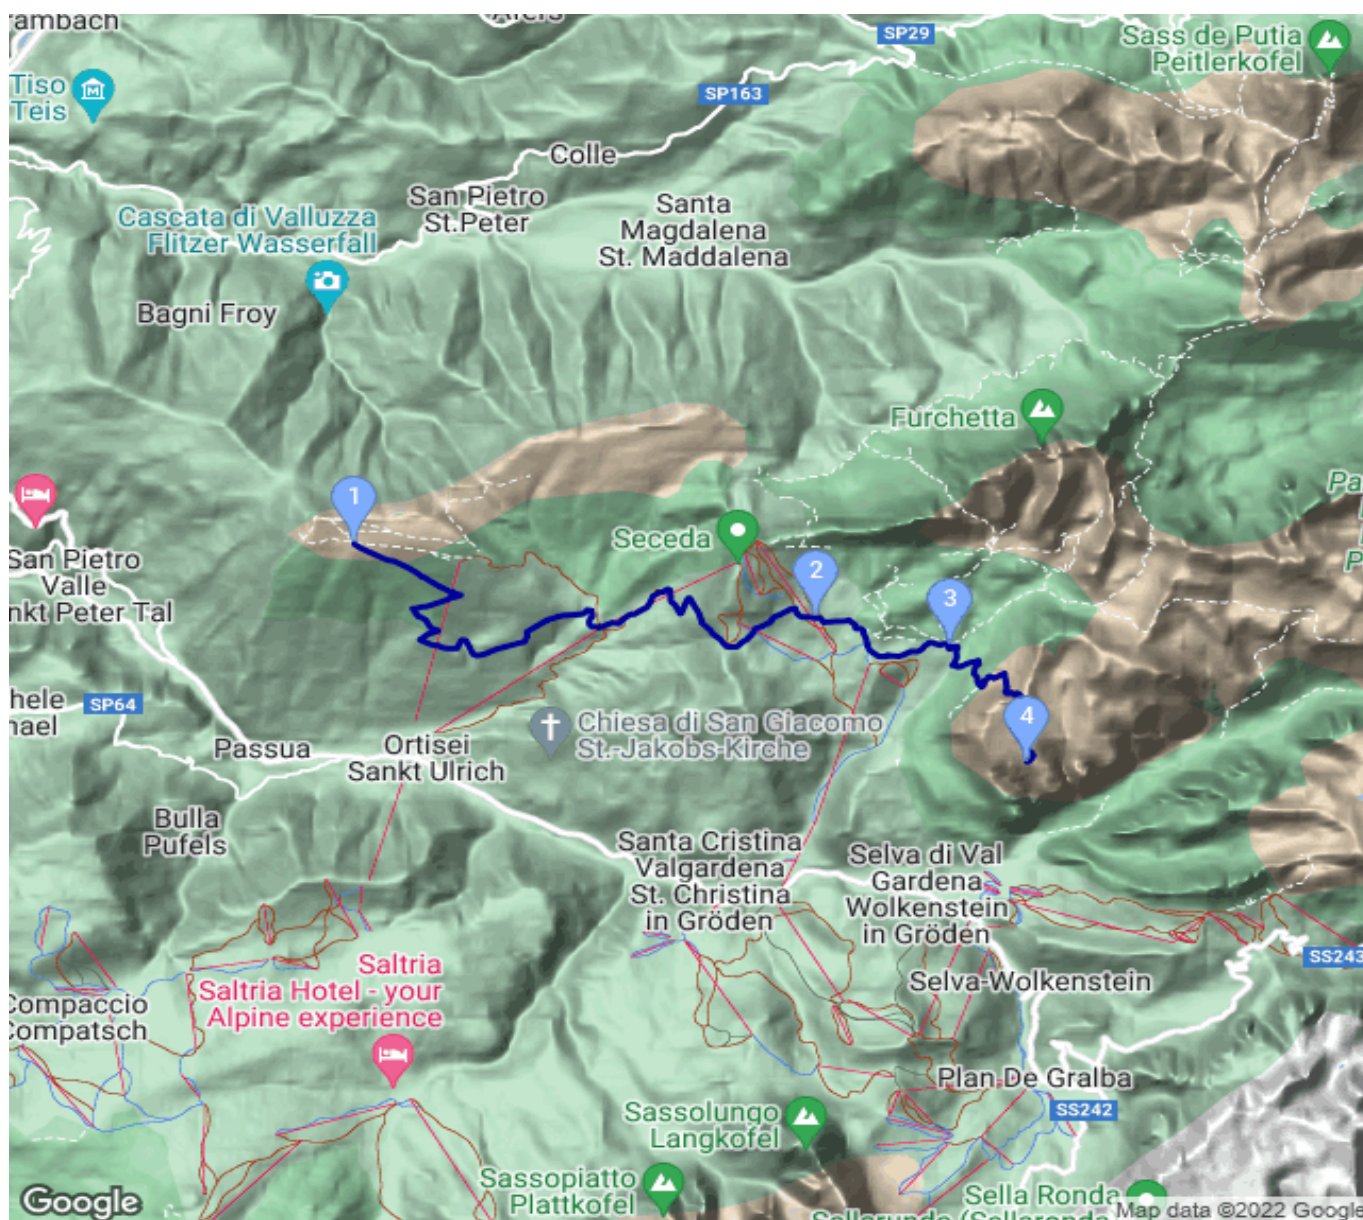 ambach
SP29
Sass de Putia
Peitlerkofel
Tiso
Teis
SP163
Colle
San Pietro
St.Peter
Santa
Magdalena
St. Maddalena
Cascata di Valluzza
Flitzer Wasserfall
Bagni Froy
Furchetta
1
Seceda
2
3
4
San Pietro
Valle
nkt Peter Tal
Pa
P
hele
ael
SP64
Passua
Ortisei
Sankt Ulrich
Chiesa di San Giacomo
St.-Jakobs-Kirche
Bulla
Pufels
Santa Cristina
Valgardena
St. Christina
in Gröden
Selva di Val
Gardena
Wolkenstein
in Gröden
SS243
Saltria
Saltria Hotel - your
Alpine experience
Selva-Wolkenstein
Compaccio
Compatsch
Plan De Gralba
SS242
Sassolungo
Langkofel
Sassopiatto
Plattkofel
Sella Ronda
Google
Map data ©2022 Google